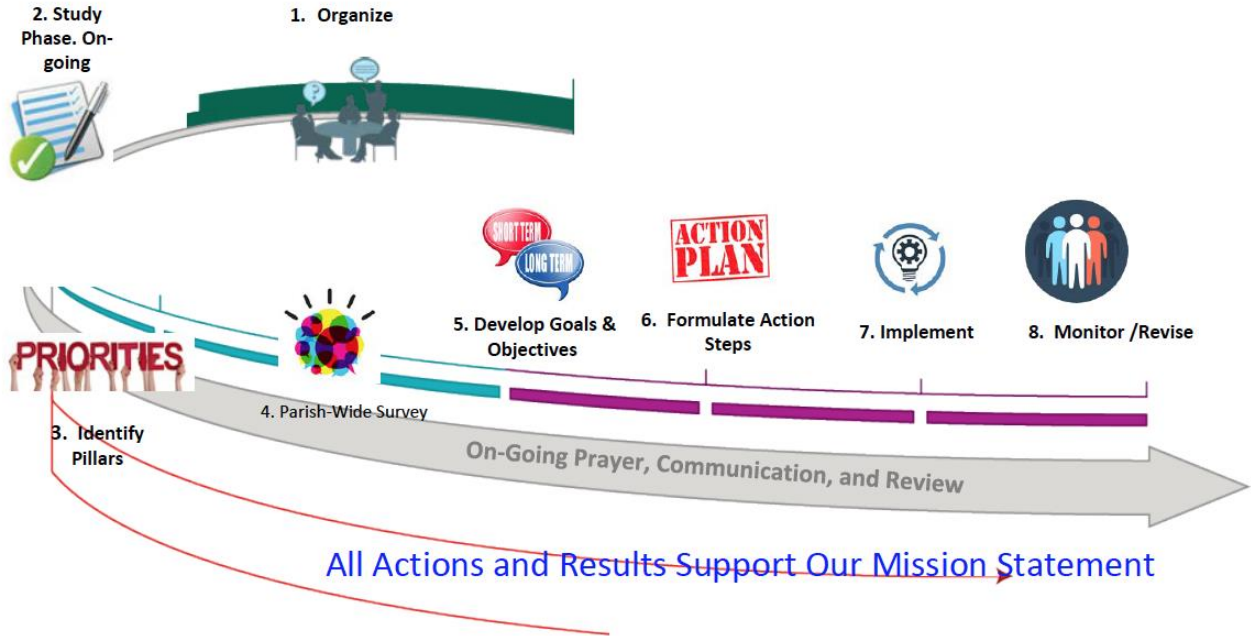 2. Study
Phase. On-
going
1. Organize
?
SHORT TERM
LONG TERM
ACTION
PLAN
PRIORITIES
3. Identify
Pillars
4. Parish-Wide Survey
5. Develop Goals &
Objectives
6. Formulate Action
Steps
7. Implement
8. Monitor /Revise
On-Going Prayer, Communication, and Review
All Actions and Results Support Our Mission Statement